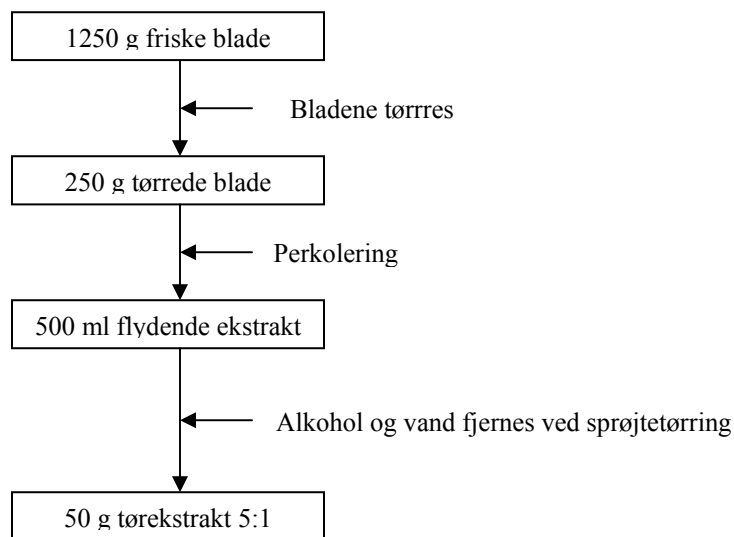 1250 g friske blade
Bladene tørrres
250 g tørrede blade
Perkolering
500 ml flydende ekstrakt
Alkohol og vand fjernes ved sprøjtetørring
50 g tørekstrakt 5:1